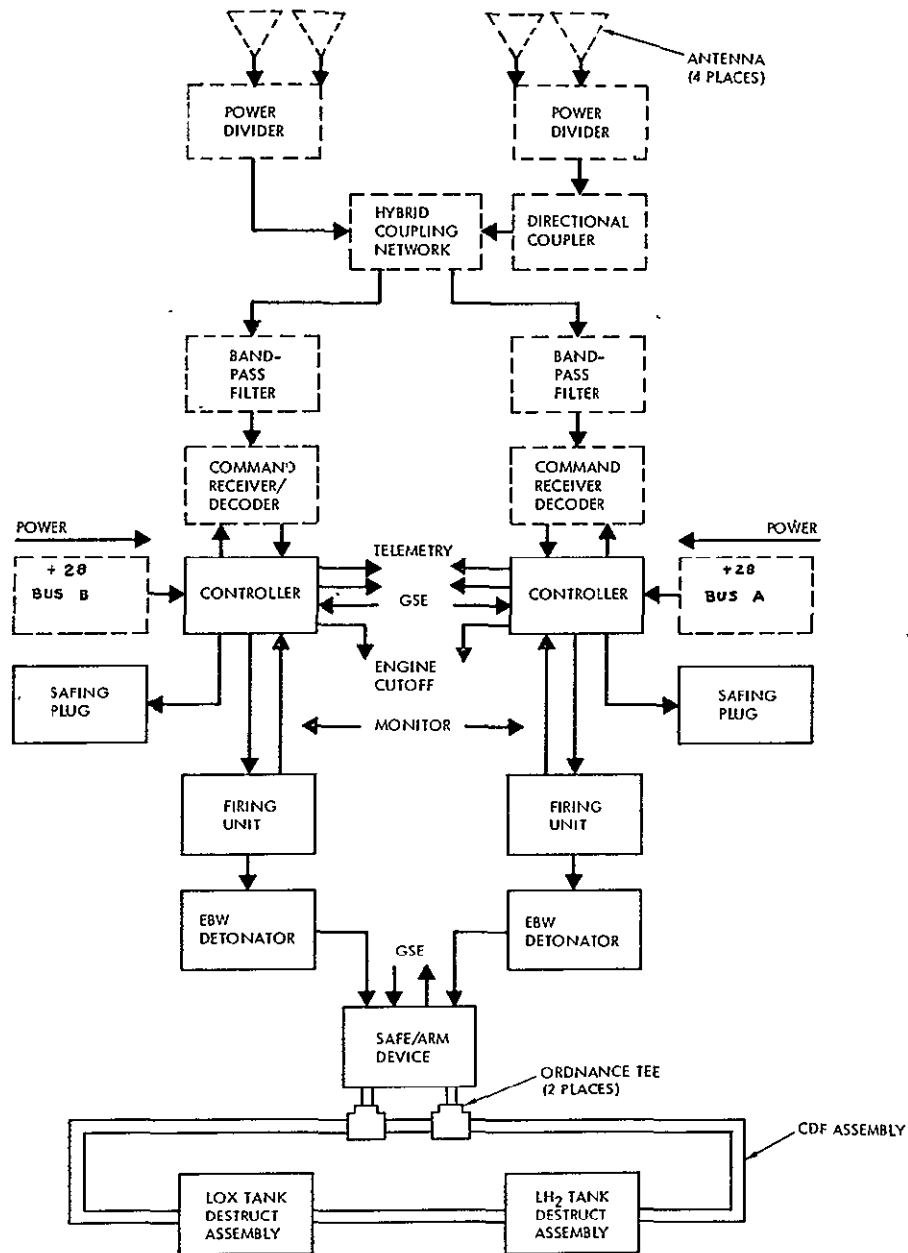 ANTENNA
(4 PLACES)
POWER
DIVIDER
POWER
DIVIDER
HYBRID
COUPLING
NETWORK
DIRECTIONAL
COUPLER
BAND-
PASS
FILTER
BAND-
PASS
FILTER
COMMAND
RECEIVER/
DECODER
COMMAND
RECEIVER
DECODER
POWER
POWER
+28
BUS B
CONTROLLER
TELEMETRY
GSE
CONTROLLER
+28
BUS A
ENGINE
CUTOFF
SAFING
PLUG
SAFING
PLUG
MONITOR
FIRING
UNIT
FIRING
UNIT
EBW
DETONATOR
EBW
DETONATOR
GSE
SAFE/ARM
DEVICE
ORDNANCE TEE
(2 PLACES)
CDF ASSEMBLY
LOX TANK
DESTRUCT
ASSEMBLY
LH2 TANK
DESTRUCT
ASSEMBLY